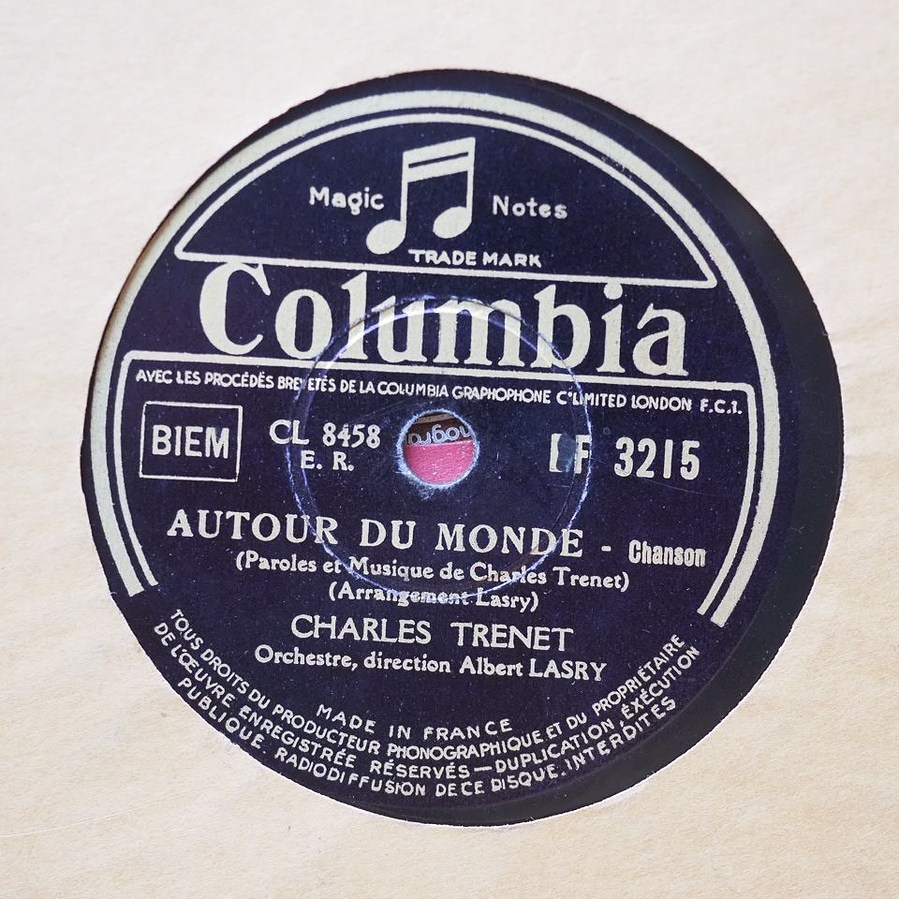 Magic Notes
TRADE MARK
Columbia
AVEC LES PROCÉDÉS BREVETÉS DE LA COLUMBIA GRAPHOPHONE Cº LIMITED LONDON F.C.1.
BIEM
CL 8458
E. R.
LF 3215
AUTOUR DU MONDE - Chanson
(Paroles et Musique de Charles Trenet)
(Arrangement Lasry)
CHARLES TRENET
Orchestre, direction Albert LASRY
MADE IN FRANCE
TOUS DROITS DU PRODUCTEUR PHONOGRAPHIQUE ET DU PROPRIÉTAIRE
DE L'ŒUVRE ENREGISTRÉE RÉSERVÉS — DUPLICATION, EXÉCUTION
PUBLIQUE, RADIODIFFUSION DE CE DISQUE INTERDITES